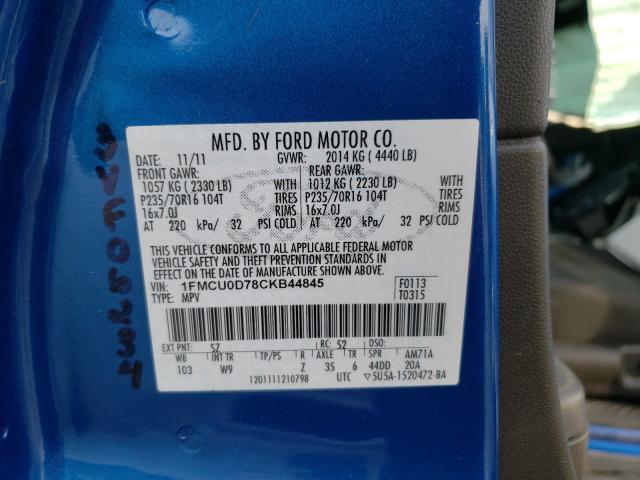 MFD. BY FORD MOTOR CO.
DATE: 11/11 GVWR: 2014 KG ( 4440 LB)
FRONT GAWR: REAR GAWR:
1057 KG ( 2330 LB) WITH 1012 KG ( 2230 LB) WITH
P235/70R16 104T TIRES P235/70R16 104T TIRES
16x7.0J RIMS 16x7.0J RIMS
AT 220 kPa/ 32 PSI COLD AT 220 kPa/ 32 PSI COLD
THIS VEHICLE CONFORMS TO ALL APPLICABLE FEDERAL MOTOR
VEHICLE SAFETY AND THEFT PREVENTION STANDARDS IN
EFFECT ON THE DATE OF MANUFACTURE SHOWN ABOVE.
VIN: 1FMCU0D78CKB44845 F0113
TYPE: MPV T0315
EXT PNT: SZ RC: 52 DSO:
WB INT TR TP/PS R AXLE TR SPR AM71A
103 W9 Z 35 6 44DD 20A
1201111210798 UTC ▽5U5A-1520472-BA